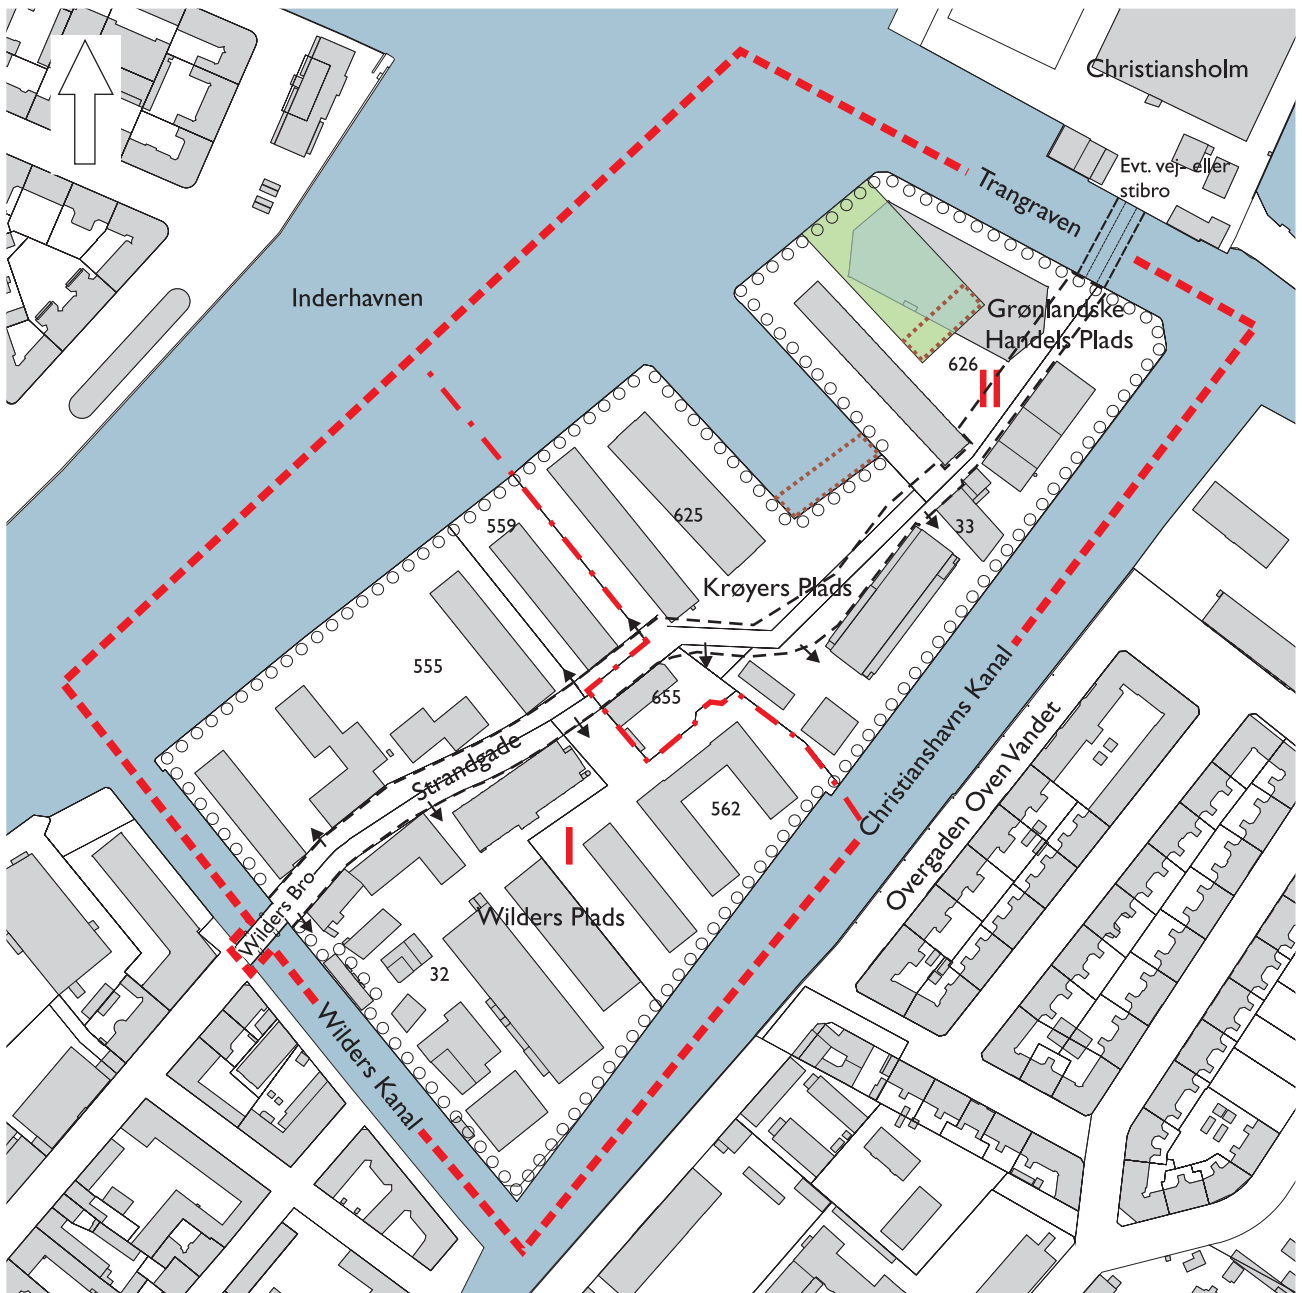 Christiansholm
Evt. vej- eller
stibro
Trangraven
Inderhavnen
Grønlandske
Handels Plads
626
II
559
625
33
Krøyers Plads
555
655
Strandgade
562
I
Christianshavns Kanal
Overgaden Oven Vandet
Wilders Bro
Wilders Plads
32
Wilders Kanal